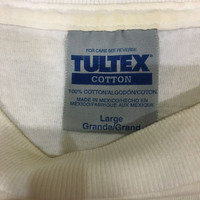 FOR CARE SEE REVERSE
TULTEX
COTTON
100% COTTON/ALGODON/COTON
MADE IN MEXICO/HECHO EN
MEXICO/FABRIQUE AU MEXIQUE
Large
Grande/Grand